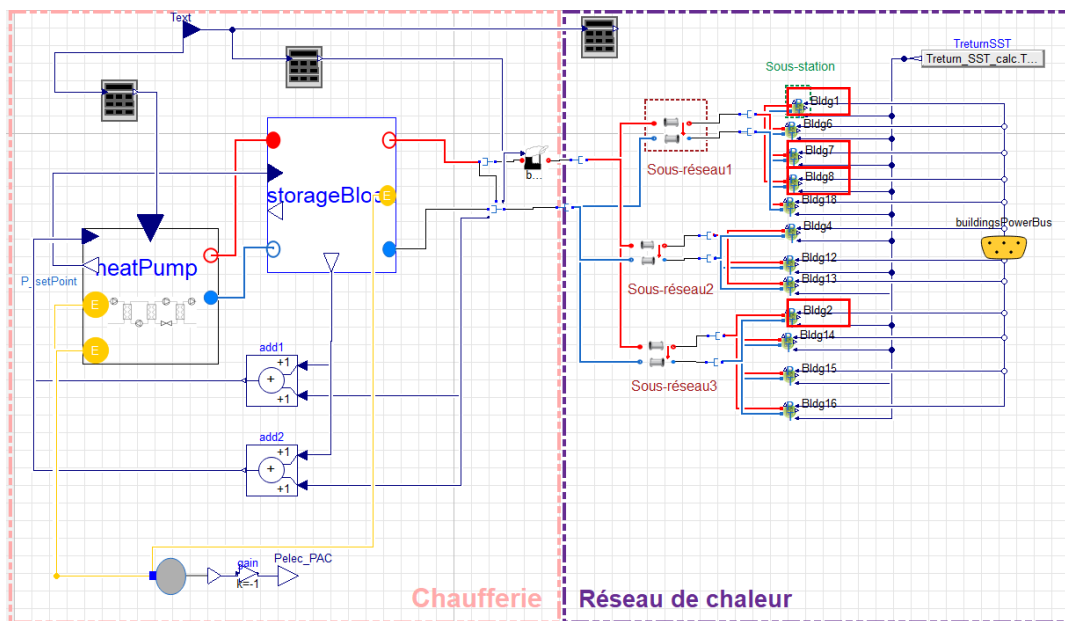 Text
TreturnSST
Treturn_SST_calc.T...
Sous-station
Bldg1
Bldg6
Bldg7
Bldg8
Bldg18
Sous-réseau1
b...
storageBloc
E
buildingsPowerBus
Bldg4
Bldg12
Bldg13
Sous-réseau2
heatPump
P_setPoint
E
E
Bldg2
Bldg14
Bldg15
Bldg16
Sous-réseau3
add1
+1
+
+1
add2
+1
+
+1
gain
k=-1
Pelec_PAC
Chaufferie
Réseau de chaleur